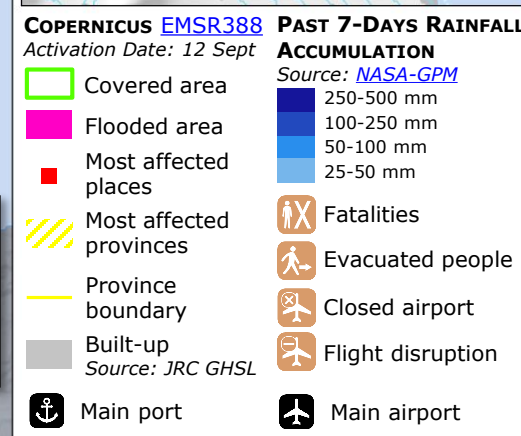 COPERNICUS EMSR388
Activation Date: 12 Sept
Covered area
Flooded area
Most affected
places
Most affected
provinces
Province
boundary
Built-up
Source: JRC GHSL
Main port
PAST 7-DAYS RAINFALL
ACCUMULATION
Source: NASA-GPM
250-500 mm
100-250 mm
50-100 mm
25-50 mm
Fatalities
Evacuated people
Closed airport
Flight disruption
Main airport